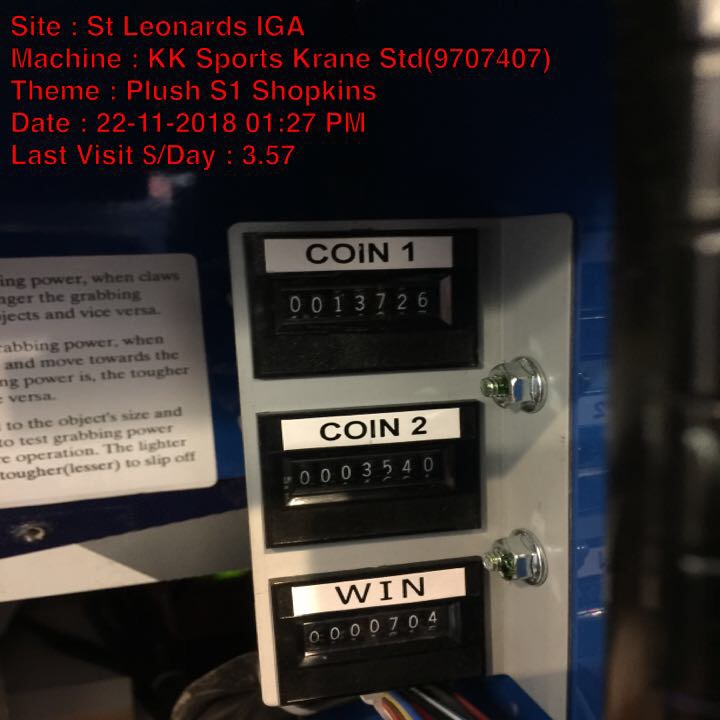 Site : St Leonards IGA
Machine : KK Sports Krane Std(9707407)
Theme : Plush S1 Shopkins
Date : 22-11-2018 01:27 PM
Last Visit $/Day : 3.57
COiN 1
0013726
COIN 2
0003540
WIN
0000704
ing power, when claws
nger the grabbing
jects and vice versa.
rabbing power, when
and move towards the
ng power is, the tougher
versa.
to the object's size and
to test grabbing power
e operation. The lighter
tougher(lesser) to slip off